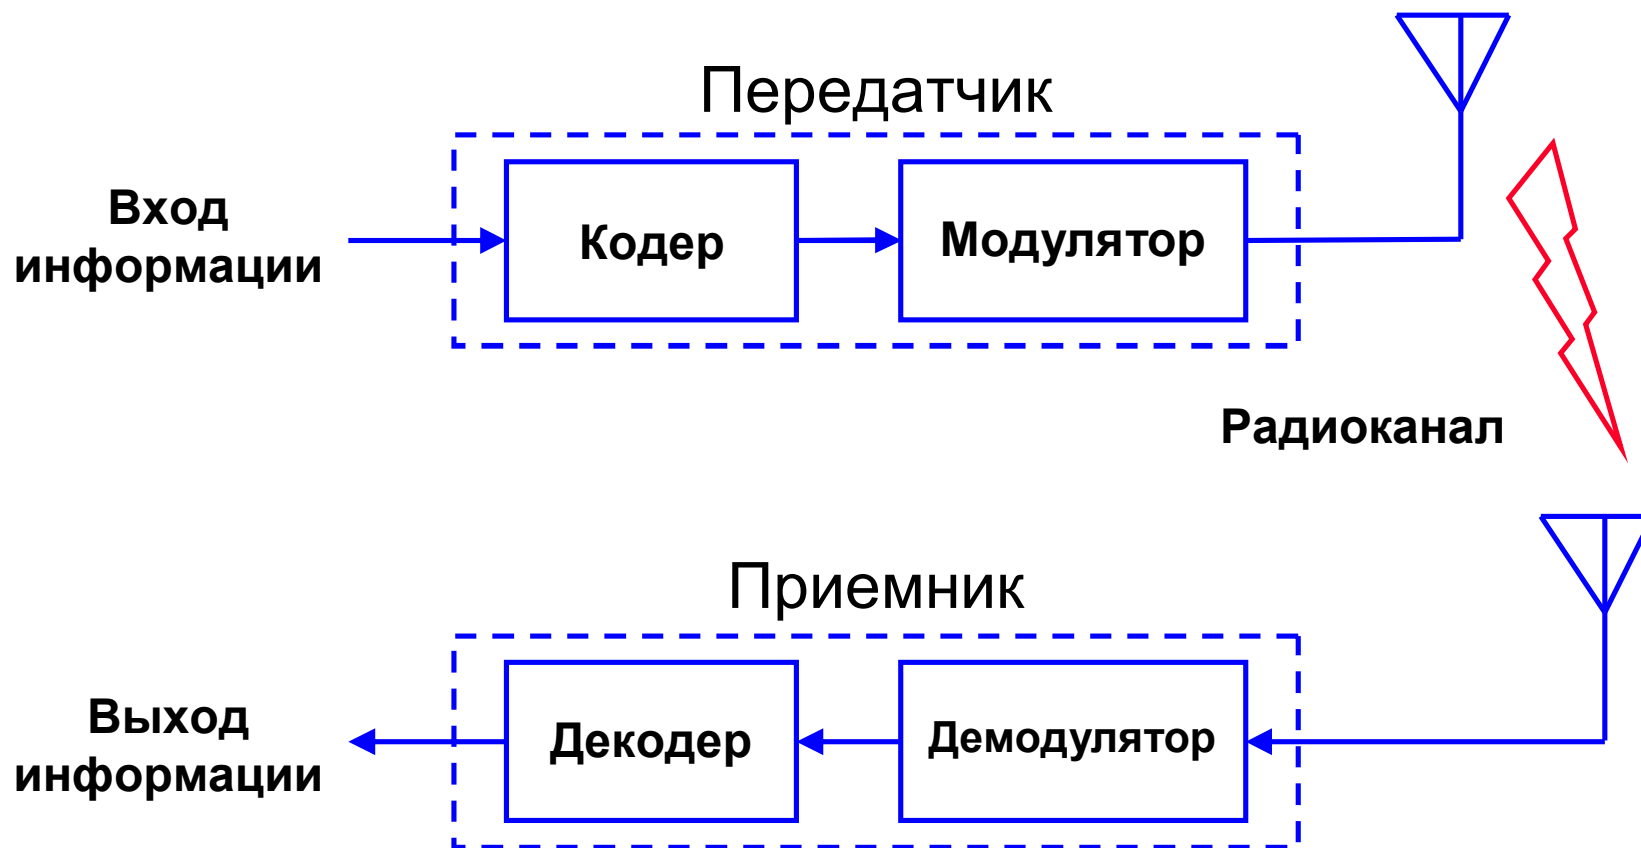 Передатчик
Вход
информации
Кодер
Модулятор
Радиоканал
Приемник
Выход
информации
Декодер
Демодулятор